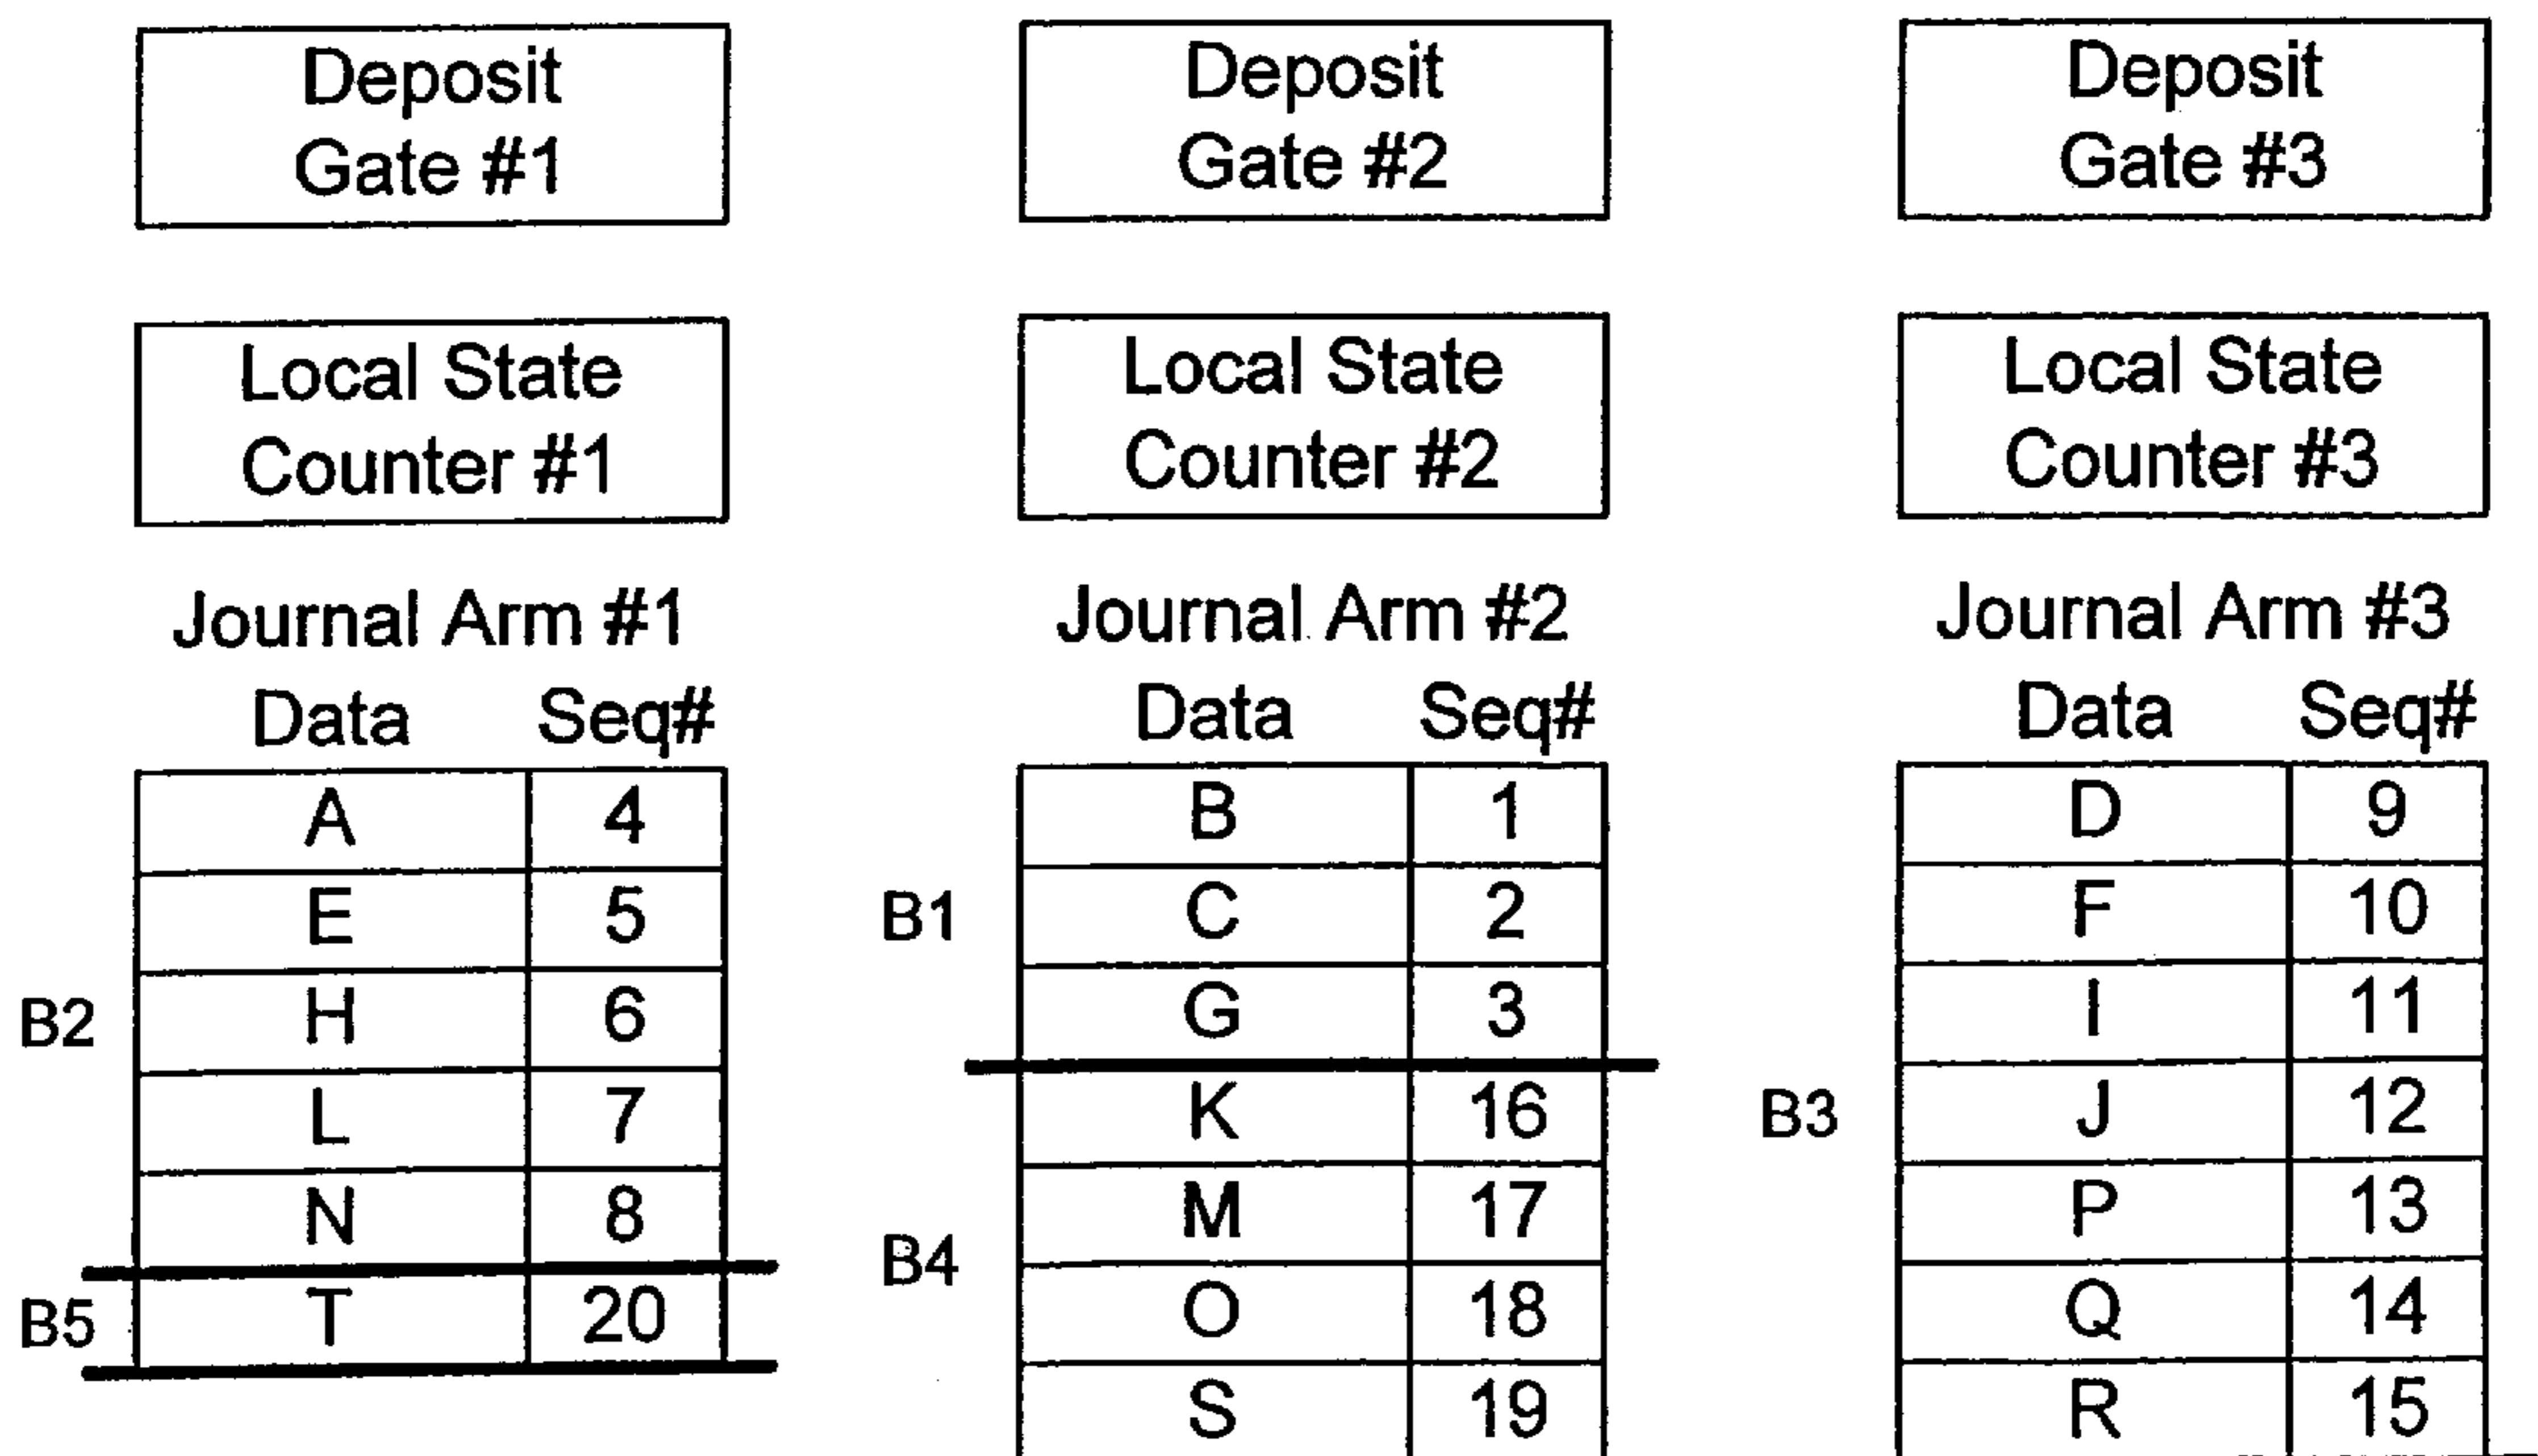 Deposit
Gate #1
Deposit
Gate #2
Deposit
Gate #3
Local State
Counter #1
Local State
Counter #2
Local State
Counter #3
Journal Arm #1
Data Seq#
A 4
E 5
B2
H 6
L 7
N 8
B5
T 20
Journal Arm #2
Data Seq#
B 1
B1
C 2
G 3
K 16
M 17
B4
O 18
S 19
Journal Arm #3
Data Seq#
D 9
F 10
I 11
B3
J 12
P 13
Q 14
R 15